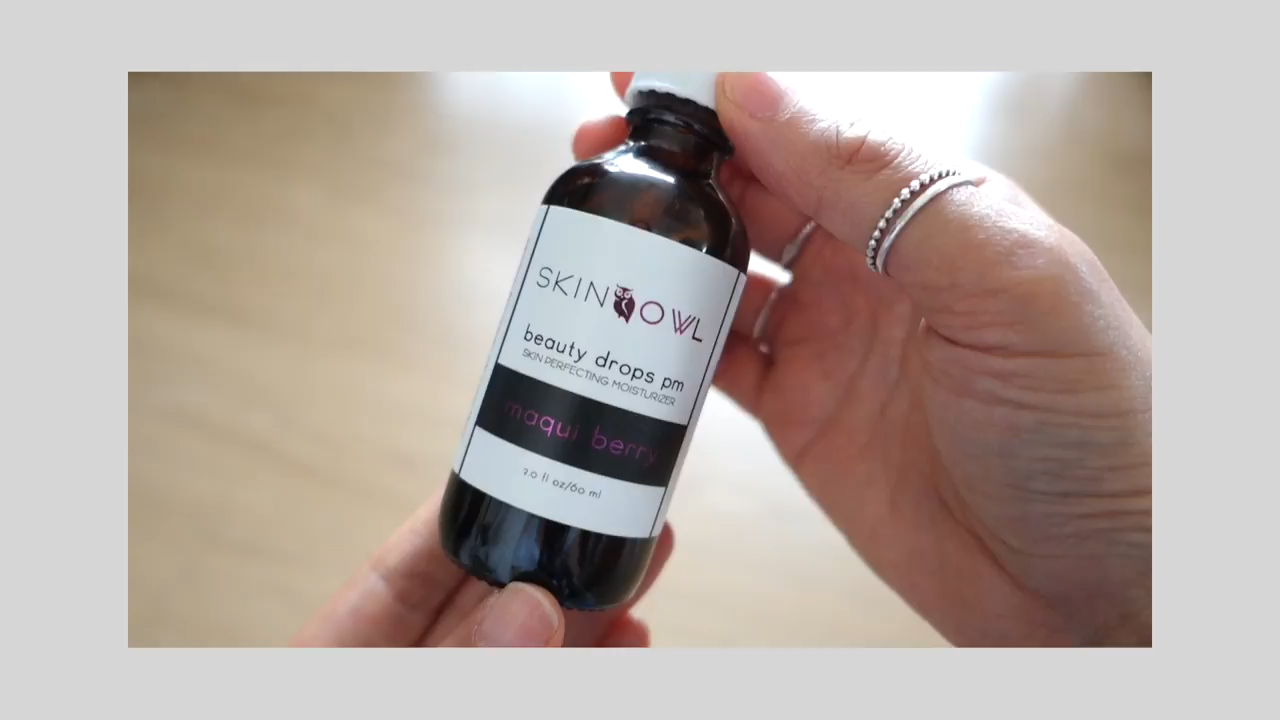 SKIN OWL
beauty drops pm
SKIN PERFECTING MOISTURIZER
maqui berry
2.0 fl oz/60 ml